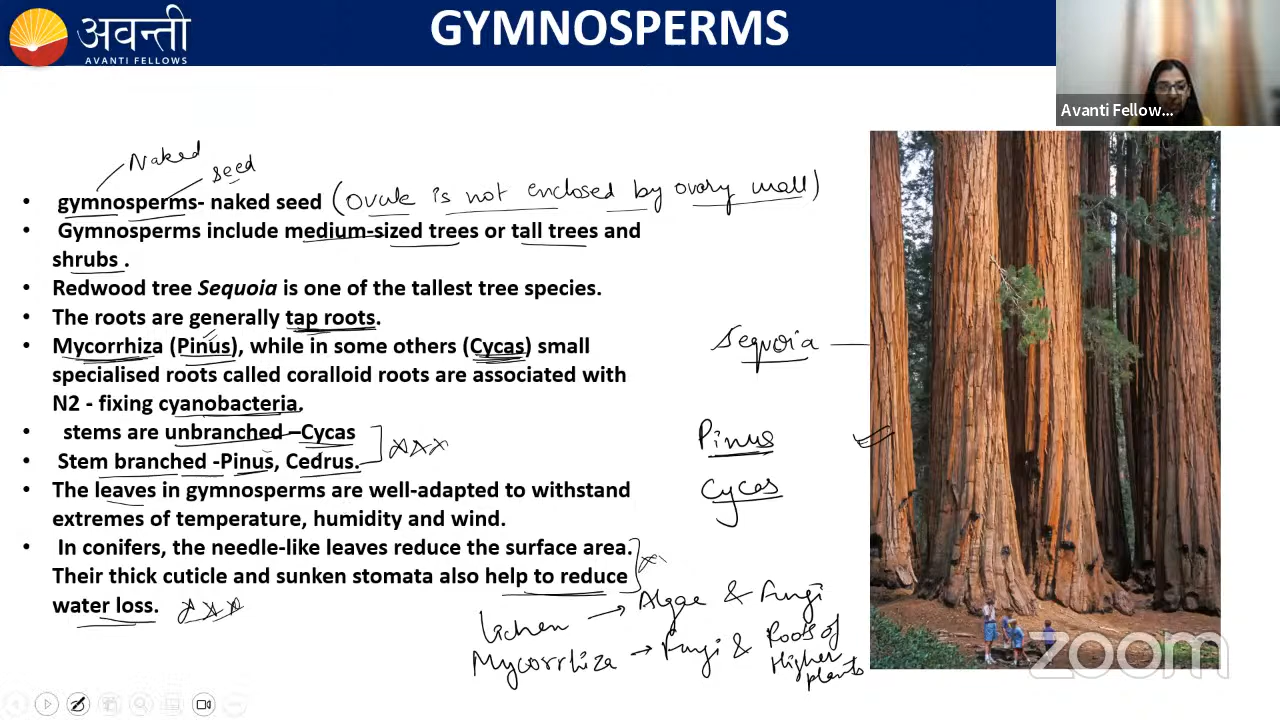 अवन्ती
AVANTI FELLOWS
GYMNOSPERMS
Avanti Fellow...
Naked
seed
• gymnosperms- naked seed (ovule is not enclosed by ovary wall)
• Gymnosperms include medium-sized trees or tall trees and
shrubs .
• Redwood tree Sequoia is one of the tallest tree species.
• The roots are generally tap roots.
• Mycorrhiza (Pinus), while in some others (Cycas) small
specialised roots called coralloid roots are associated with
N2 - fixing cyanobacteria.
• stems are unbranched –Cycas
• Stem branched -Pinus, Cedrus.
• The leaves in gymnosperms are well-adapted to withstand
extremes of temperature, humidity and wind.
• In conifers, the needle-like leaves reduce the surface area.
Their thick cuticle and sunken stomata also help to reduce
water loss.
Sequoia
Pinus
Cycas
Lichen → Algae & Fungi
Mycorrhiza → Fungi & Roots of
Higher
plants
zoom